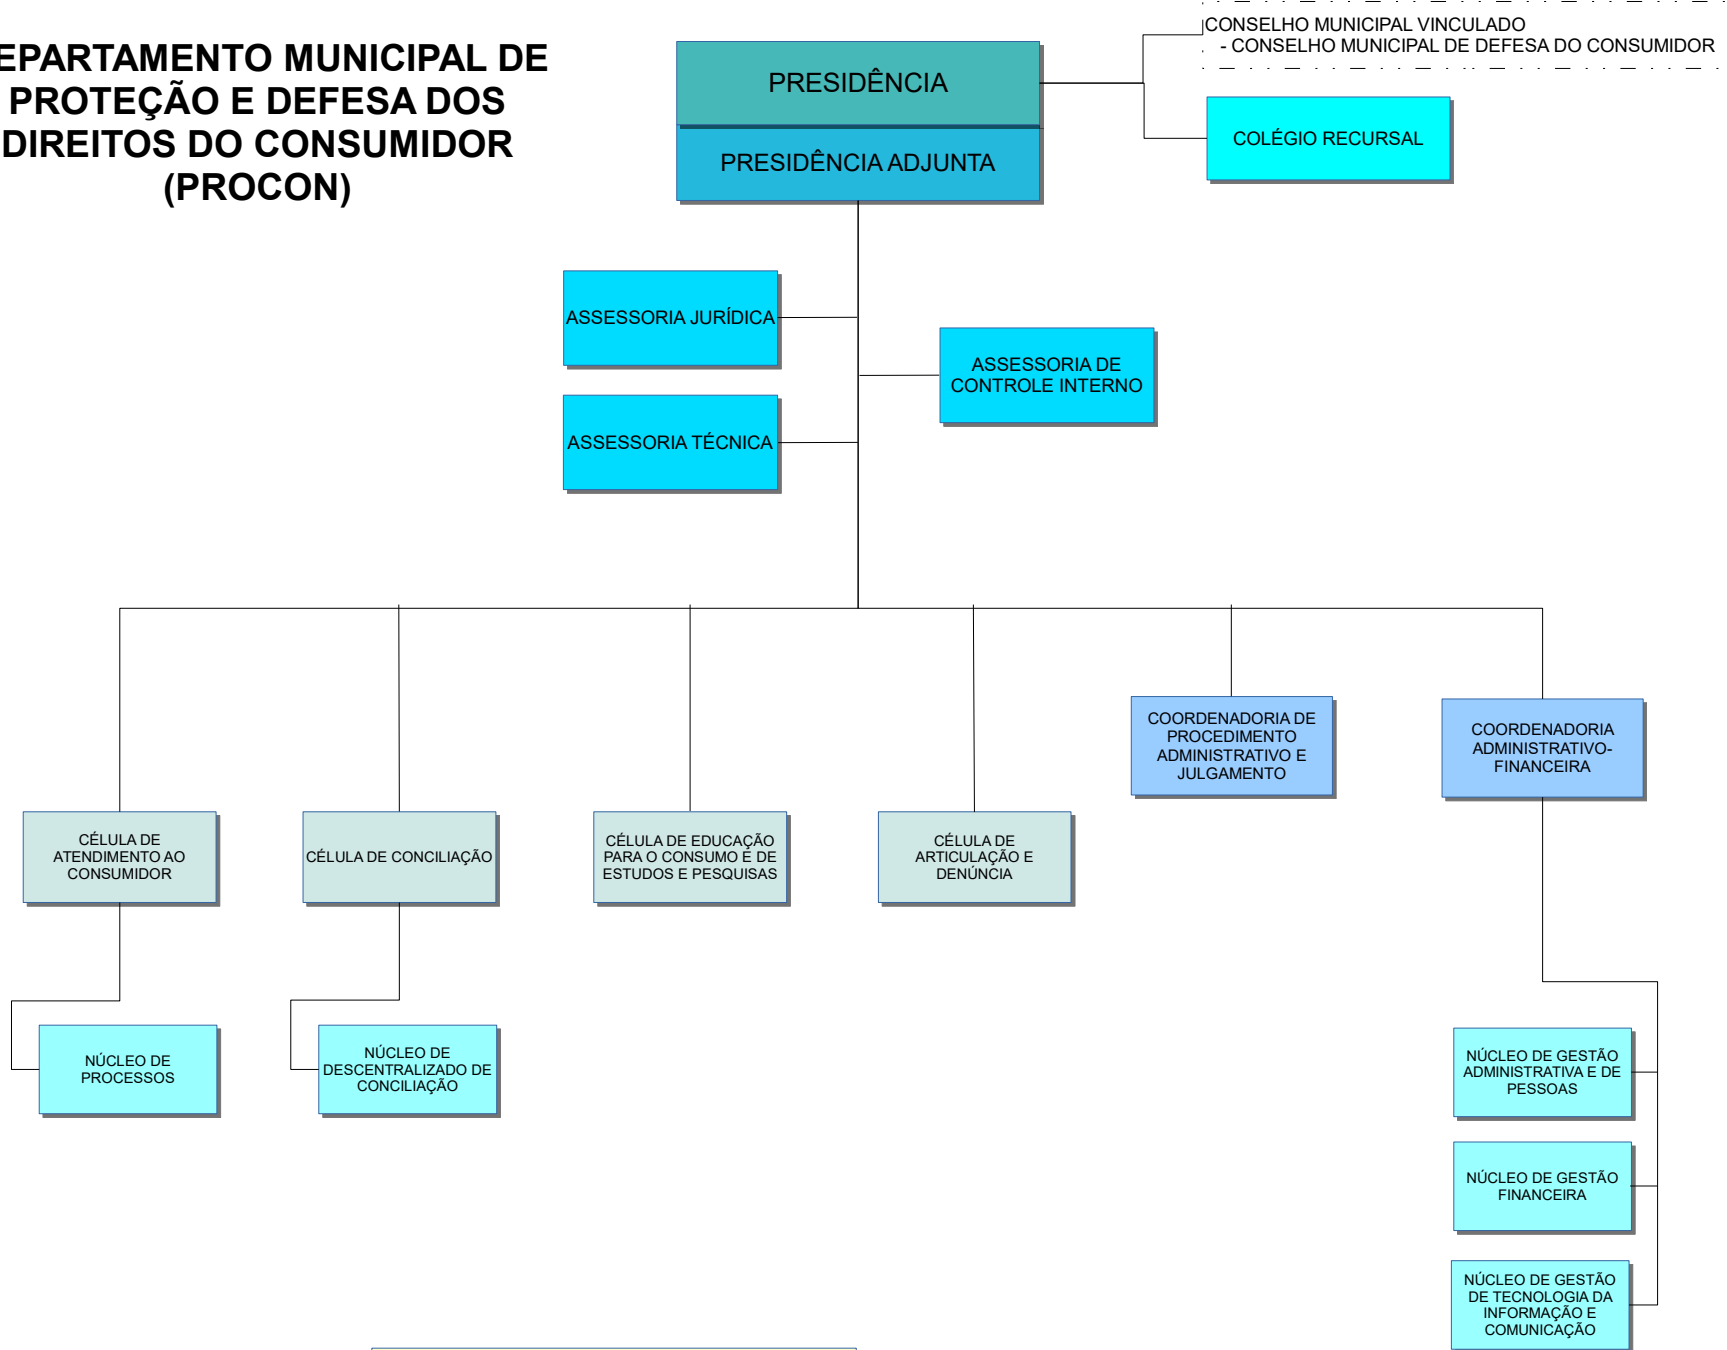 EPARTAMENTO MUNICIPAL DE
PROTEÇÃO E DEFESA DOS
DIREITOS DO CONSUMIDOR
(PROCON)
CONSELHO MUNICIPAL VINCULADO
- CONSELHO MUNICIPAL DE DEFESA DO CONSUMIDOR
PRESIDÊNCIA
PRESIDÊNCIA ADJUNTA
COLÉGIO RECURSAL
ASSESSORIA JURÍDICA
ASSESSORIA DE
CONTROLE INTERNO
ASSESSORIA TÉCNICA
CÉLULA DE
ATENDIMENTO AO
CONSUMIDOR
CÉLULA DE CONCILIAÇÃO
CÉLULA DE EDUCAÇÃO
PARA O CONSUMO E DE
ESTUDOS E PESQUISAS
CÉLULA DE
ARTICULAÇÃO E
DENÚNCIA
COORDENADORIA DE
PROCEDIMENTO
ADMINISTRATIVO E
JULGAMENTO
COORDENADORIA
ADMINISTRATIVO-
FINANCEIRA
NÚCLEO DE
PROCESSOS
NÚCLEO DE
DESCENTRALIZADO DE
CONCILIAÇÃO
NÚCLEO DE GESTÃO
ADMINISTRATIVA E DE
PESSOAS
NÚCLEO DE GESTÃO
FINANCEIRA
NÚCLEO DE GESTÃO
DE TECNOLOGIA DA
INFORMAÇÃO E
COMUNICAÇÃO